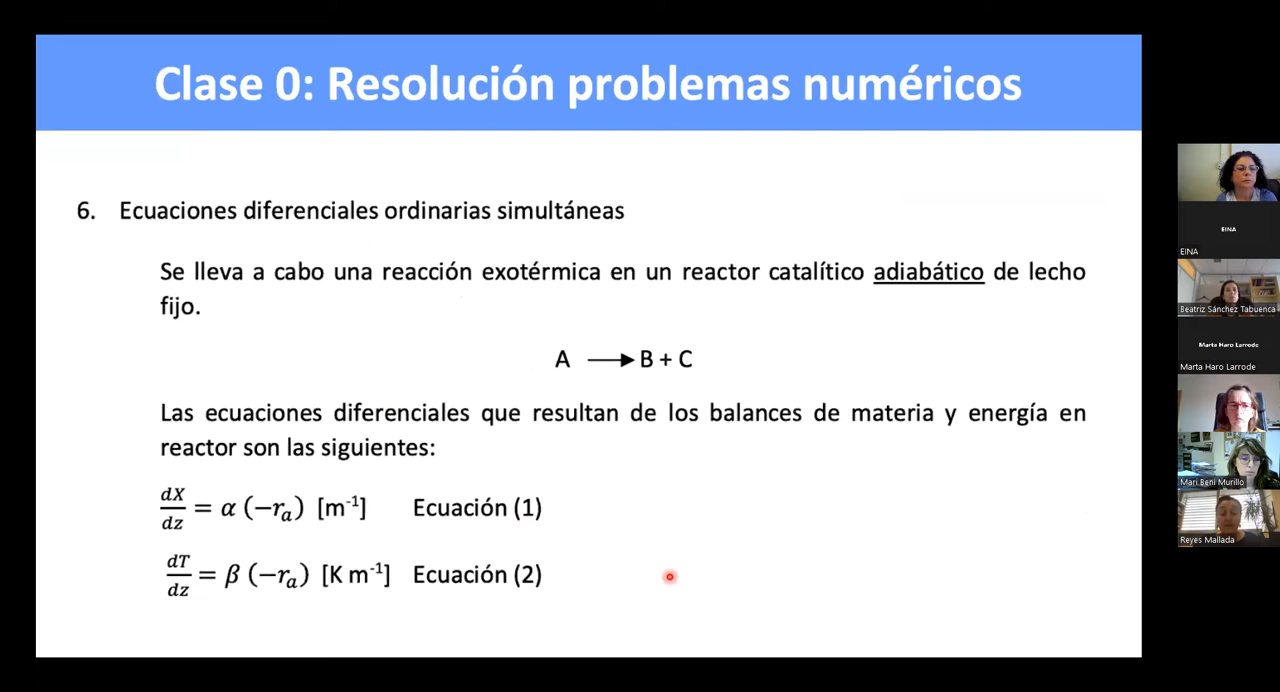 Clase 0: Resolución problemas numéricos
6. Ecuaciones diferenciales ordinarias simultáneas
Se lleva a cabo una reacción exotérmica en un reactor catalítico adiabático de lecho
fijo.
A ⟶ B + C
Las ecuaciones diferenciales que resultan de los balances de materia y energía en
reactor son las siguientes:
dX/dz = α (−rₐ) [m⁻¹] Ecuación (1)
dT/dz = β (−rₐ) [K m⁻¹] Ecuación (2)
EINA
EINA
Beatriz Sánchez Tabuenca
Marta Haro Larrode
Marta Haro Larrode
Mari.Beni Murillo
Reyes Mallada